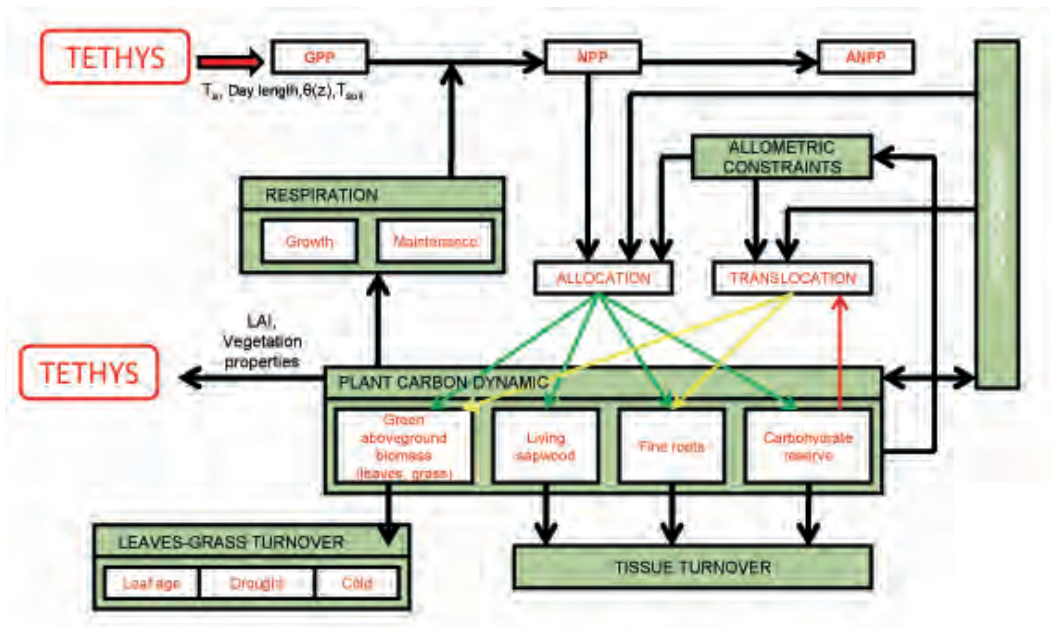 TETHYS
GPP
NPP
ANPP
Ta, Day length,θ(z),Tsoil
ALLOMETRIC
CONSTRAINTS
RESPIRATION
Growth
Maintenance
ALLOCATION
TRANSLOCATION
LAI,
Vegetation
properties
TETHYS
PLANT CARBON DYNAMIC
Green
aboveground
biomass
(leaves, grass)
Living
sapwood
Fine roots
Carbohydrate
reserve
LEAVES-GRASS TURNOVER
Leaf age
Drought
Cold
TISSUE TURNOVER